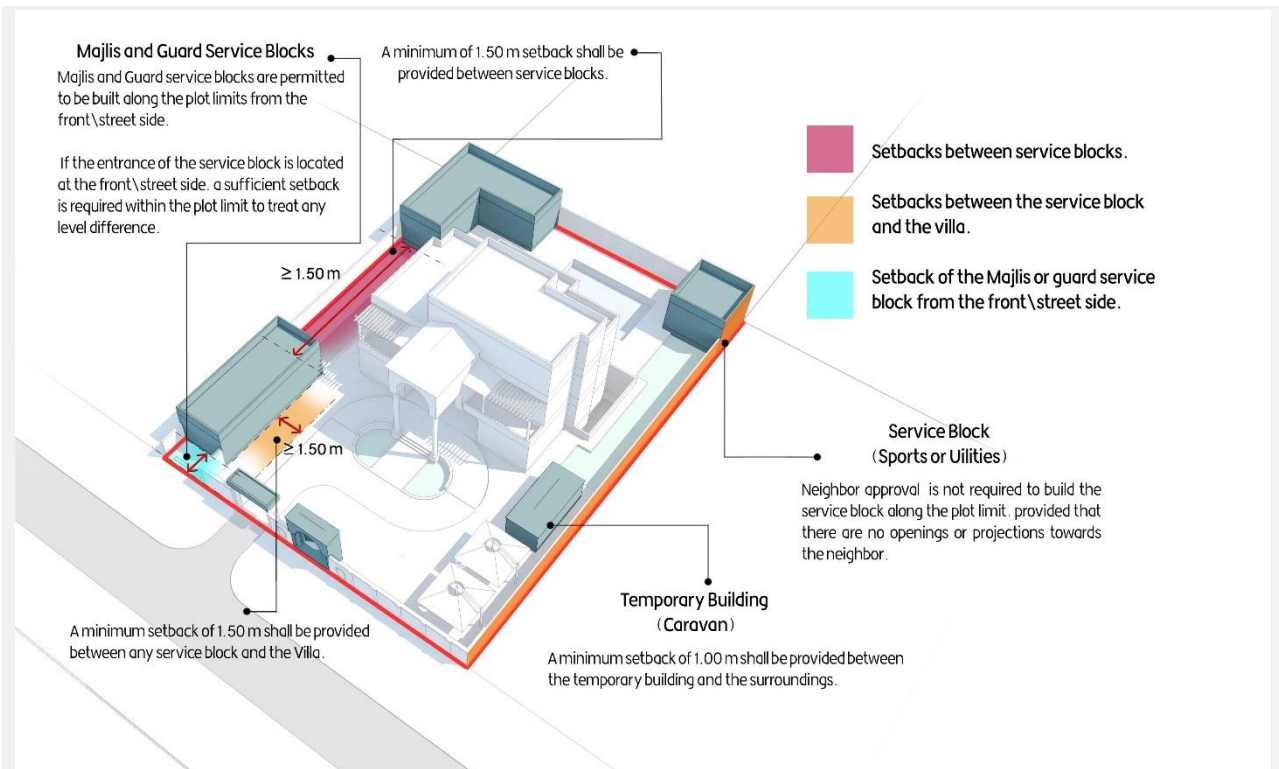 Majlis and Guard Service Blocks
Majlis and Guard service blocks are permitted
to be built along the plot limits from the
front\street side.
If the entrance of the service block is located
at the front\street side. a sufficient setback
is required within the plot limit to treat any
level difference.
A minimum of 1.50 m setback shall be
provided between service blocks.
Setbacks between service blocks.
Setbacks between the service block
and the villa.
Setback of the Majlis or guard service
block from the front\street side.
≥ 1.50 m
≥ 1.50 m
Service Block
(Sports or Uilities)
Neighbor approval is not required to build the
service block along the plot limit. provided that
there are no openings or projections towards
the neighbor.
Temporary Building
(Caravan)
A minimum setback of 1.00 m shall be provided between
the temporary building and the surroundings.
A minimum setback of 1.50 m shall be provided
between any service block and the Villa.